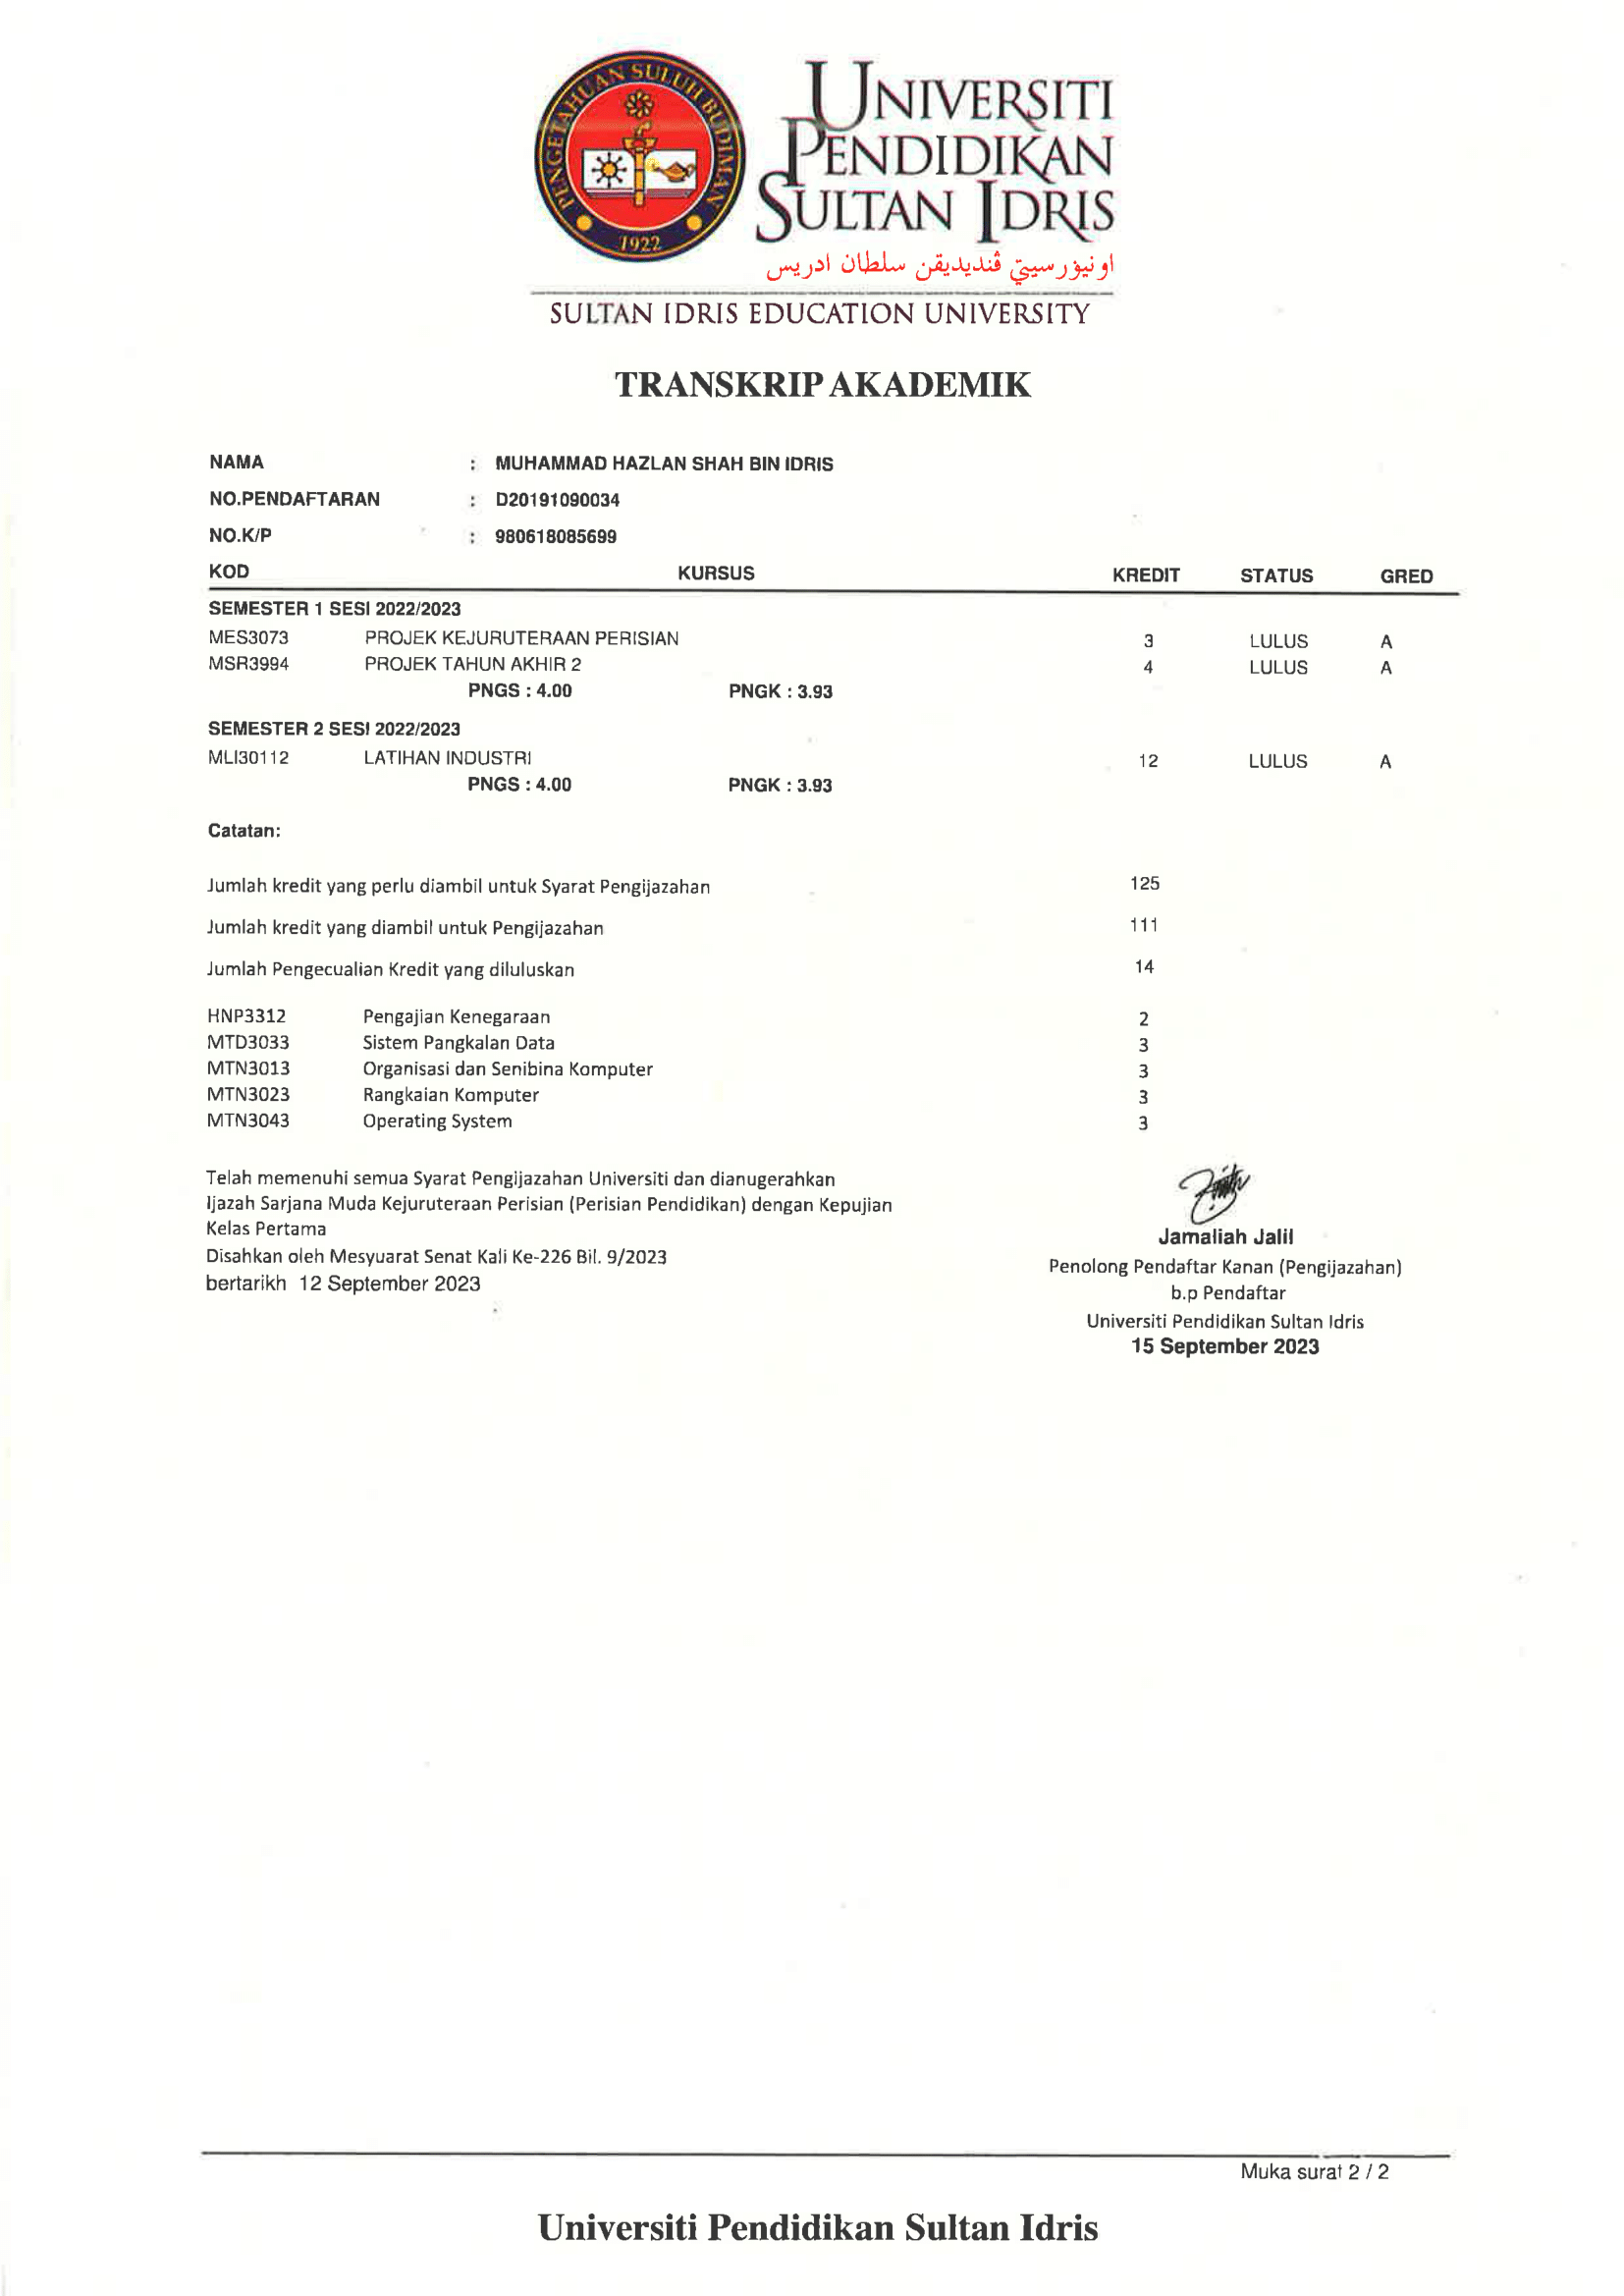 PENGETAHUAN SULUH BUDIMAN
1922
UNIVERSITI
PENDIDIKAN
SULTAN IDRIS
اونيۏرسيتي ڤنديديقن سلطان ادريس
SULTAN IDRIS EDUCATION UNIVERSITY
TRANSKRIP AKADEMIK
NAMA : MUHAMMAD HAZLAN SHAH BIN IDRIS
NO.PENDAFTARAN : D20191090034
NO.K/P : 980618085699
KOD KURSUS KREDIT STATUS GRED
SEMESTER 1 SESI 2022/2023
MES3073 PROJEK KEJURUTERAAN PERISIAN 3 LULUS A
MSR3994 PROJEK TAHUN AKHIR 2 4 LULUS A
PNGS : 4.00 PNGK : 3.93
SEMESTER 2 SESI 2022/2023
MLI30112 LATIHAN INDUSTRI 12 LULUS A
PNGS : 4.00 PNGK : 3.93
Catatan:
Jumlah kredit yang perlu diambil untuk Syarat Pengijazahan 125
Jumlah kredit yang diambil untuk Pengijazahan 111
Jumlah Pengecualian Kredit yang diluluskan 14
HNP3312 Pengajian Kenegaraan 2
MTD3033 Sistem Pangkalan Data 3
MTN3013 Organisasi dan Senibina Komputer 3
MTN3023 Rangkaian Komputer 3
MTN3043 Operating System 3
Telah memenuhi semua Syarat Pengijazahan Universiti dan dianugerahkan
Ijazah Sarjana Muda Kejuruteraan Perisian (Perisian Pendidikan) dengan Kepujian
Kelas Pertama
Disahkan oleh Mesyuarat Senat Kali Ke-226 Bil. 9/2023
bertarikh 12 September 2023
Jamaliah Jalil
Penolong Pendaftar Kanan (Pengijazahan)
b.p Pendaftar
Universiti Pendidikan Sultan Idris
15 September 2023
Muka surat 2 / 2
Universiti Pendidikan Sultan Idris